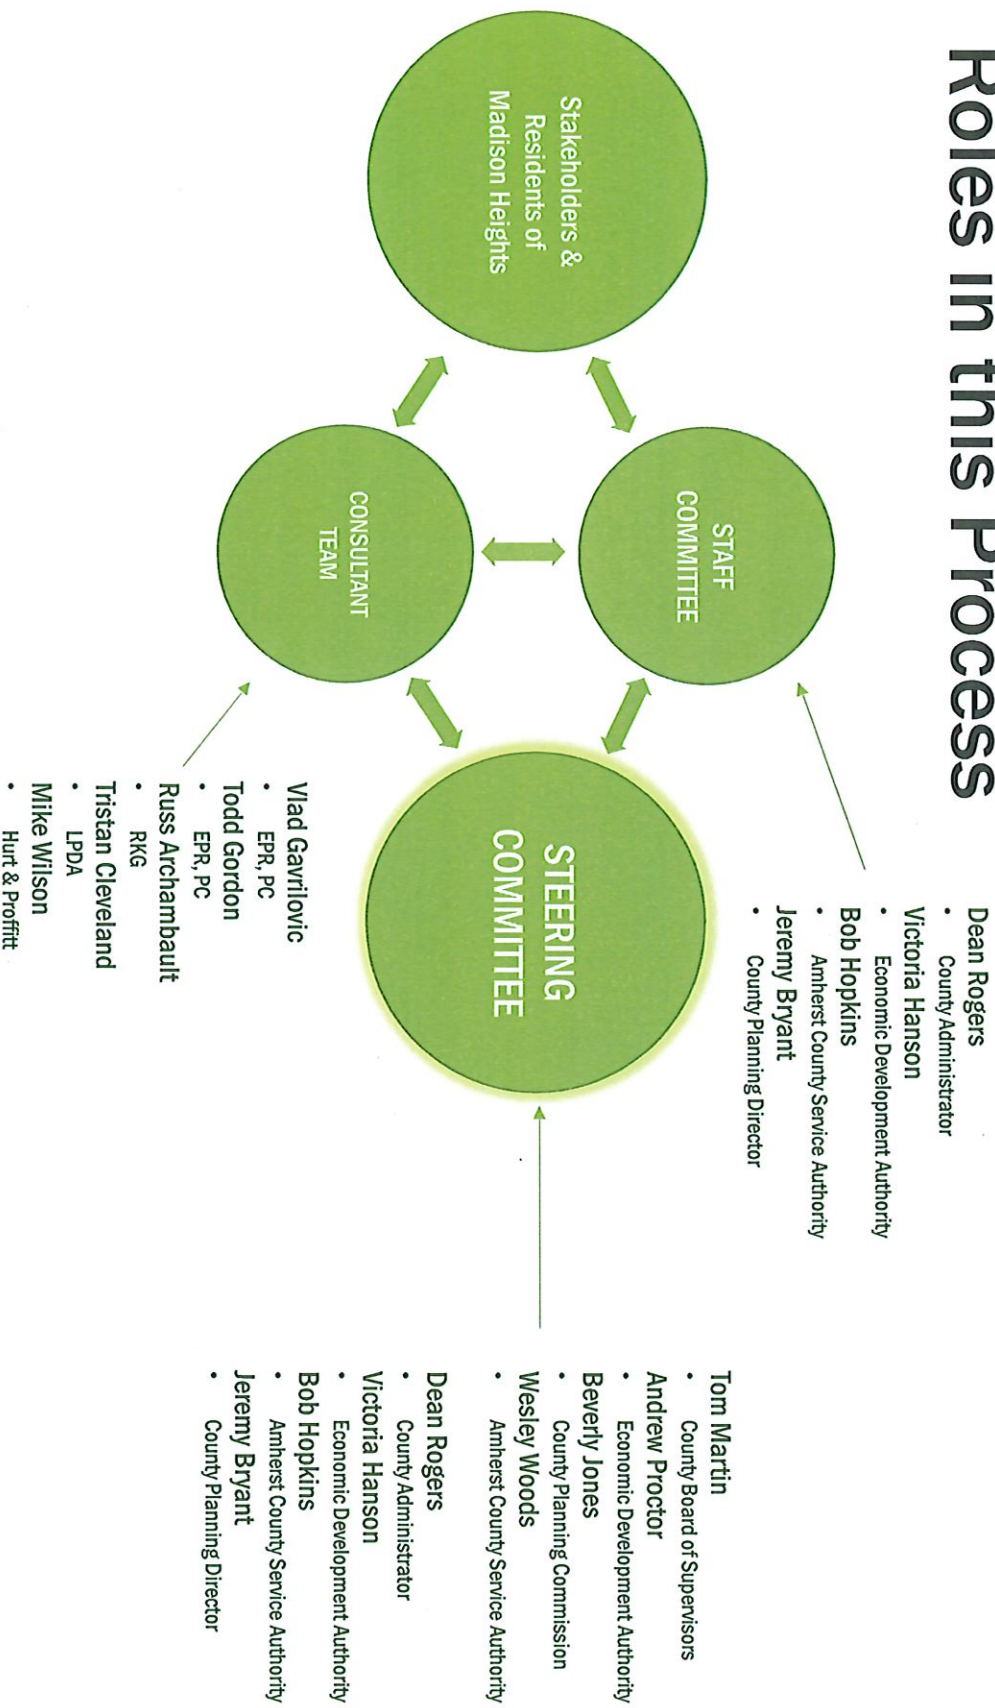 Roles in this Process
Stakeholders &
Residents of
Madison Heights
STAFF
COMMITTEE
CONSULTANT
TEAM
STEERING
COMMITTEE
Dean Rogers
• County Administrator
Victoria Hanson
• Economic Development Authority
Bob Hopkins
• Amherst County Service Authority
Jeremy Bryant
• County Planning Director
Vlad Gavrilovic
• EPR, PC
Todd Gordon
• EPR, PC
Russ Archambault
• RKG
Tristan Cleveland
• LPDA
Mike Wilson
• Hurt & Proffitt
Tom Martin
• County Board of Supervisors
Andrew Proctor
• Economic Development Authority
Beverly Jones
• County Planning Commission
Wesley Woods
• Amherst County Service Authority
Dean Rogers
• County Administrator
Victoria Hanson
• Economic Development Authority
Bob Hopkins
• Amherst County Service Authority
Jeremy Bryant
• County Planning Director